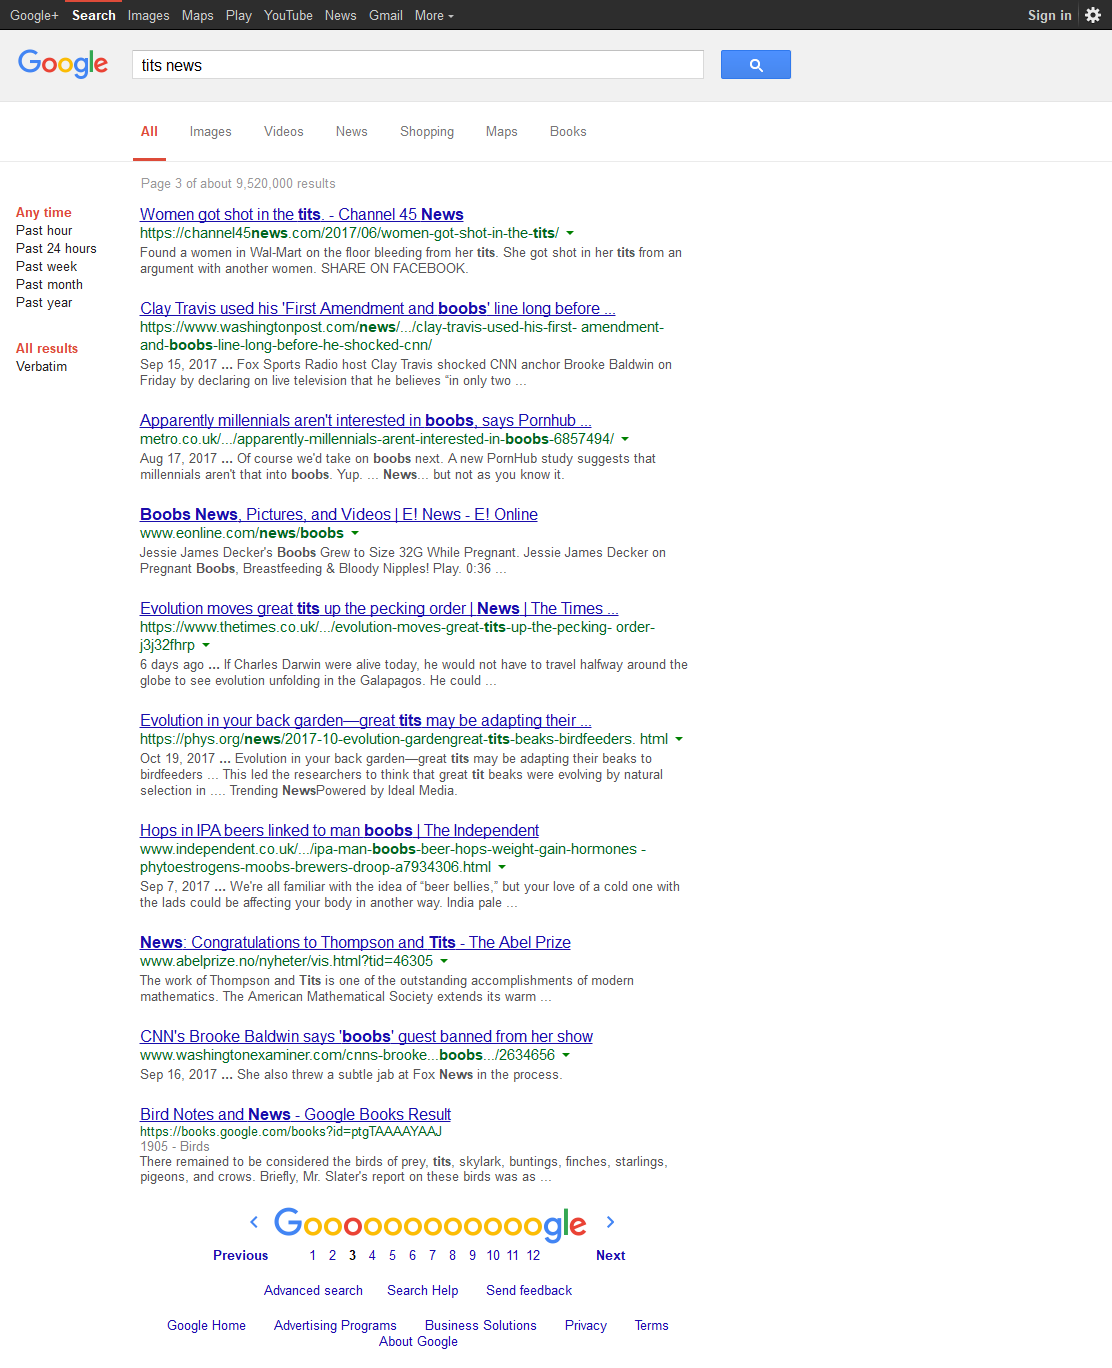 Google+ Search Images Maps Play YouTube News Gmail More Sign in
Google
tits news
All Images Videos News Shopping Maps Books
Page 3 of about 9,520,000 results
Any time
Past hour
Past 24 hours
Past week
Past month
Past year
All results
Verbatim
Women got shot in the tits. - Channel 45 News
https://channel45news.com/2017/06/women-got-shot-in-the-tits/
Found a women in Wal-Mart on the floor bleeding from her tits. She got shot in her tits from an
argument with another women. SHARE ON FACEBOOK.
Clay Travis used his 'First Amendment and boobs' line long before ...
https://www.washingtonpost.com/news/.../clay-travis-used-his-first- amendment-
and-boobs-line-long-before-he-shocked-cnn/
Sep 15, 2017 ... Fox Sports Radio host Clay Travis shocked CNN anchor Brooke Baldwin on
Friday by declaring on live television that he believes “in only two ...
Apparently millennials aren't interested in boobs, says Pornhub ...
metro.co.uk/.../apparently-millennials-arent-interested-in-boobs-6857494/
Aug 17, 2017 ... Of course we'd take on boobs next. A new PornHub study suggests that
millennials aren't that into boobs. Yup. ... News... but not as you know it.
Boobs News, Pictures, and Videos | E! News - E! Online
www.eonline.com/news/boobs
Jessie James Decker's Boobs Grew to Size 32G While Pregnant. Jessie James Decker on
Pregnant Boobs, Breastfeeding & Bloody Nipples! Play. 0:36 ...
Evolution moves great tits up the pecking order | News | The Times ...
https://www.thetimes.co.uk/.../evolution-moves-great-tits-up-the-pecking- order-
j3j32fhrp
6 days ago ... If Charles Darwin were alive today, he would not have to travel halfway around the
globe to see evolution unfolding in the Galapagos. He could ...
Evolution in your back garden—great tits may be adapting their ...
https://phys.org/news/2017-10-evolution-gardengreat-tits-beaks-birdfeeders. html
Oct 19, 2017 ... Evolution in your back garden—great tits may be adapting their beaks to
birdfeeders ... This led the researchers to think that great tit beaks were evolving by natural
selection in .... Trending NewsPowered by Ideal Media.
Hops in IPA beers linked to man boobs | The Independent
www.independent.co.uk/.../ipa-man-boobs-beer-hops-weight-gain-hormones -
phytoestrogens-moobs-brewers-droop-a7934306.html
Sep 7, 2017 ... We're all familiar with the idea of “beer bellies,” but your love of a cold one with
the lads could be affecting your body in another way. India pale ...
News: Congratulations to Thompson and Tits - The Abel Prize
www.abelprize.no/nyheter/vis.html?tid=46305
The work of Thompson and Tits is one of the outstanding accomplishments of modern
mathematics. The American Mathematical Society extends its warm ...
CNN's Brooke Baldwin says 'boobs' guest banned from her show
www.washingtonexaminer.com/cnns-brooke...boobs.../2634656
Sep 16, 2017 ... She also threw a subtle jab at Fox News in the process.
Bird Notes and News - Google Books Result
https://books.google.com/books?id=ptgTAAAAYAAJ
1905 - Birds
There remained to be considered the birds of prey, tits, skylark, buntings, finches, starlings,
pigeons, and crows. Briefly, Mr. Slater's report on these birds was as ...
Goooooooooooogle
Previous 1 2 3 4 5 6 7 8 9 10 11 12 Next
Advanced search Search Help Send feedback
Google Home Advertising Programs Business Solutions Privacy Terms
About Google